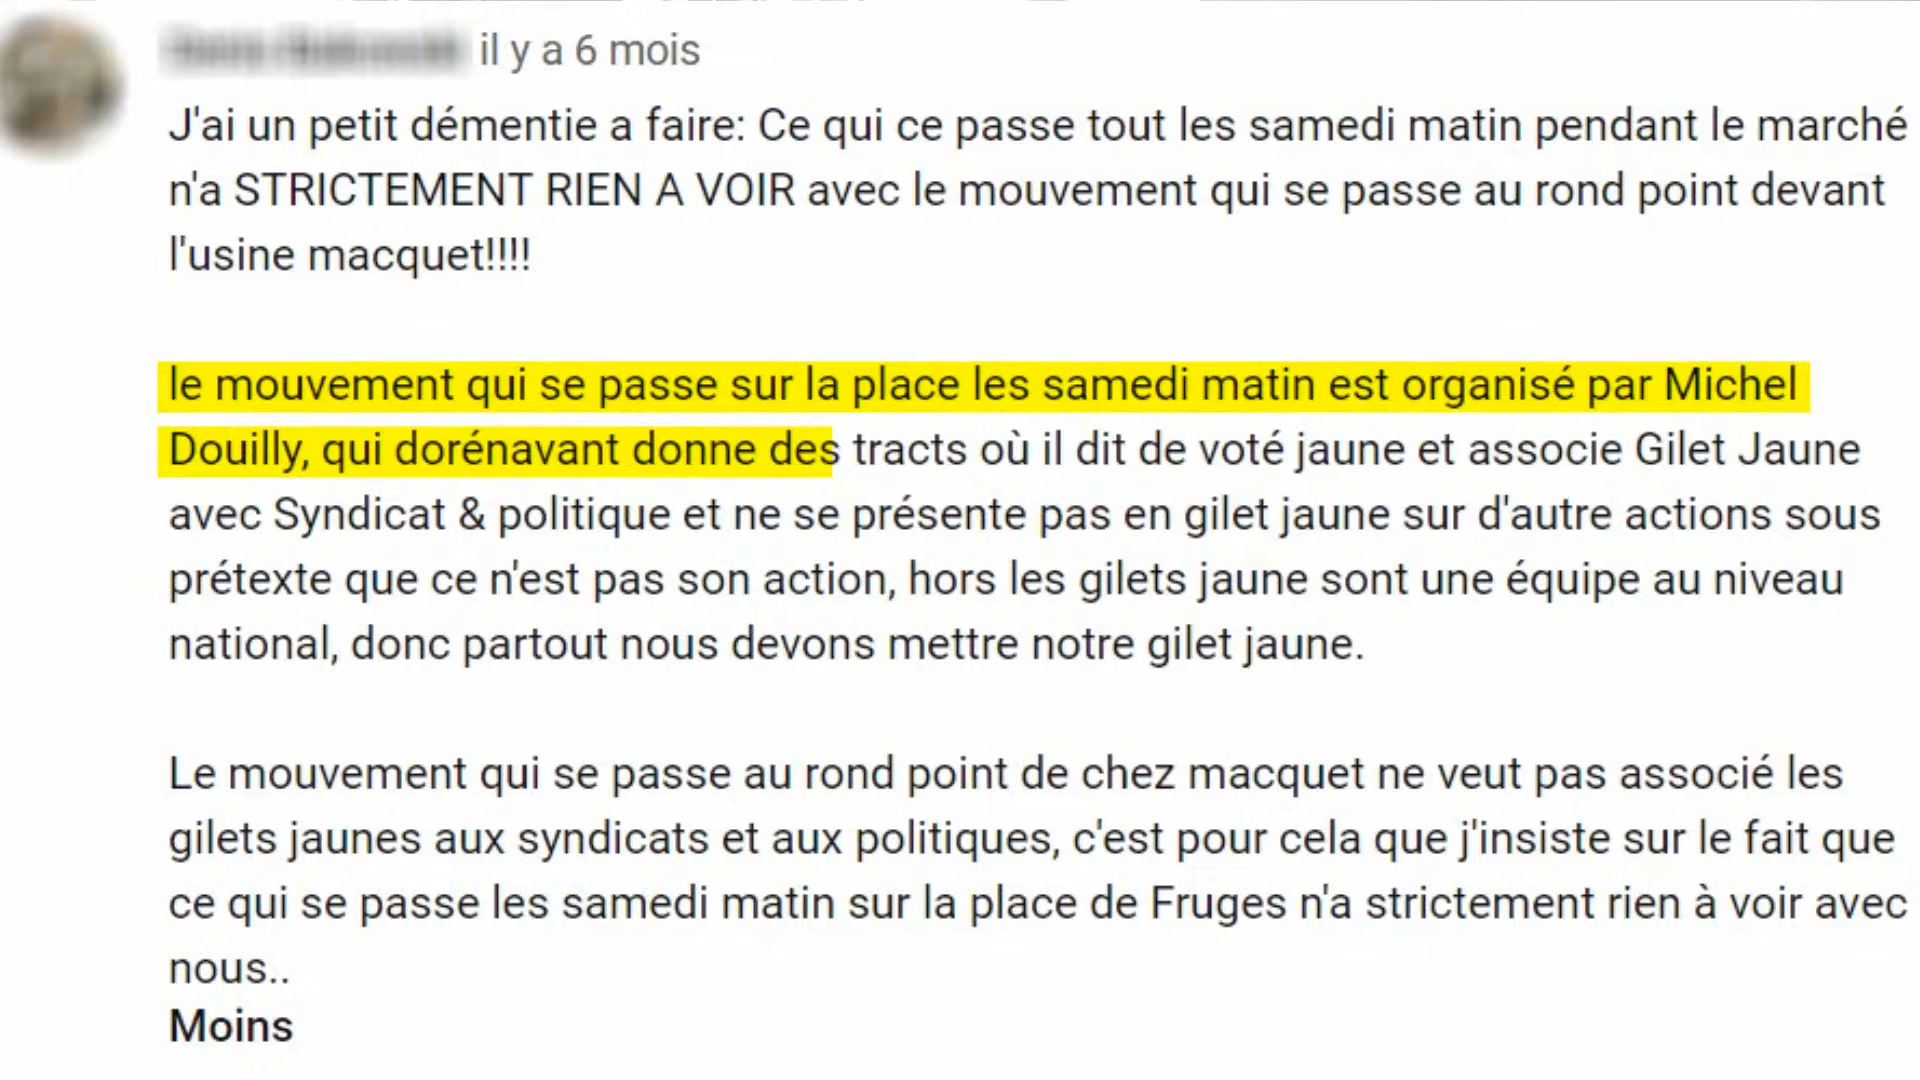 il y a 6 mois
J'ai un petit démentie a faire: Ce qui ce passe tout les samedi matin pendant le marché
n'a STRICTEMENT RIEN A VOIR avec le mouvement qui se passe au rond point devant
l'usine macquet!!!!
le mouvement qui se passe sur la place les samedi matin est organisé par Michel
Douilly, qui dorénavant donne des tracts où il dit de voté jaune et associe Gilet Jaune
avec Syndicat & politique et ne se présente pas en gilet jaune sur d'autre actions sous
prétexte que ce n'est pas son action, hors les gilets jaune sont une équipe au niveau
national, donc partout nous devons mettre notre gilet jaune.
Le mouvement qui se passe au rond point de chez macquet ne veut pas associé les
gilets jaunes aux syndicats et aux politiques, c'est pour cela que j'insiste sur le fait que
ce qui se passe les samedi matin sur la place de Fruges n'a strictement rien à voir avec
nous..
Moins